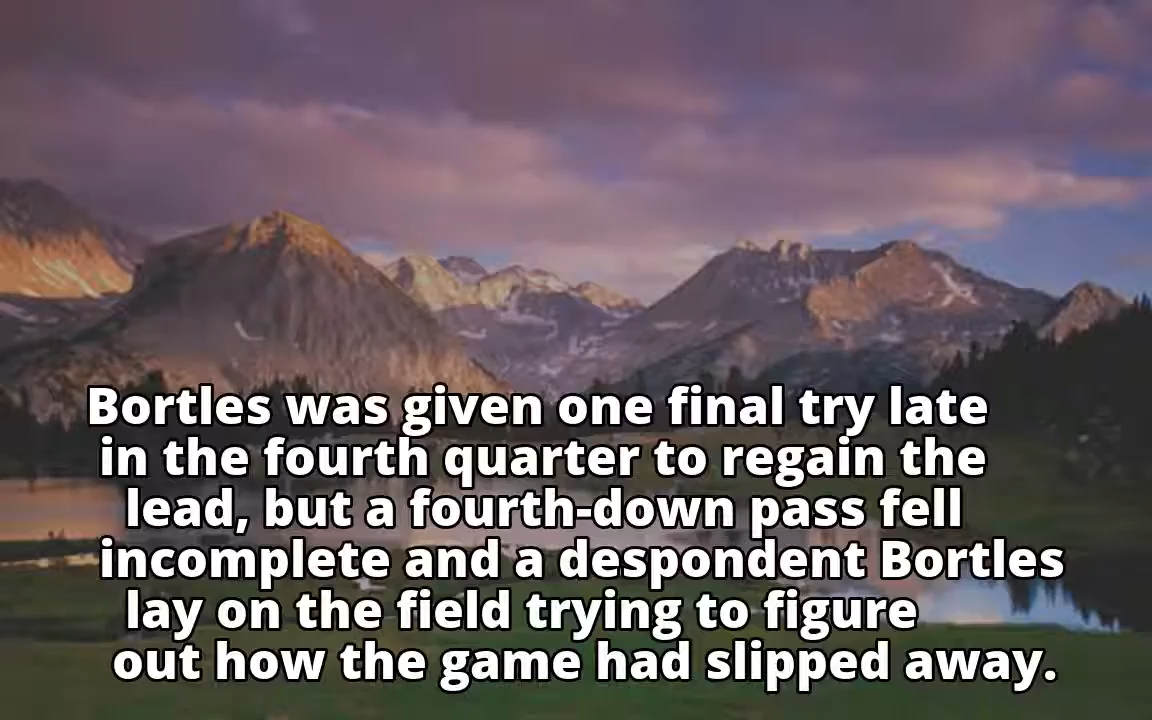 Bortles was given one final try late
in the fourth quarter to regain the
lead, but a fourth-down pass fell
incomplete and a despondent Bortles
lay on the field trying to figure
out how the game had slipped away.